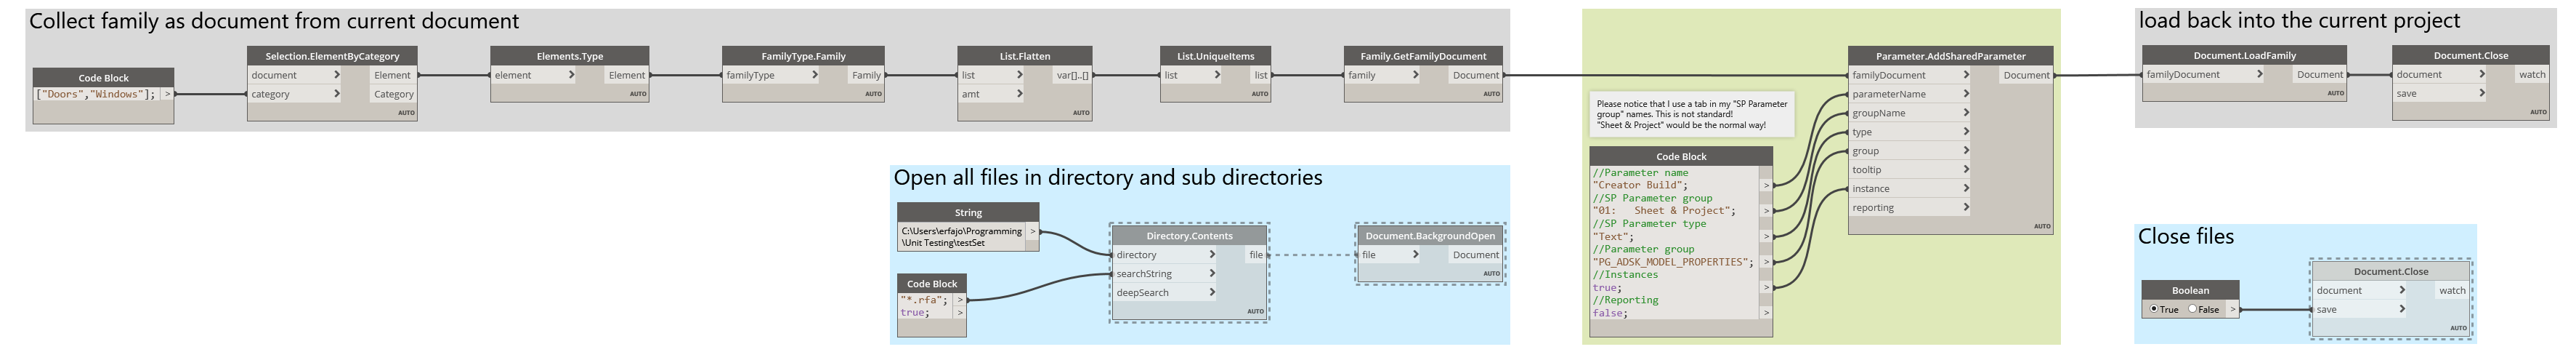 Collect family as document from current document
Code Block
["Doors","Windows"]; >
Selection.ElementByCategory
document > Element
category > Category
AUTO
Elements.Type
element > Element
AUTO
FamilyType.Family
familyType > Family
AUTO
List.Flatten
list > var[]..[]
amt >
AUTO
List.UniqueItems
list > list
AUTO
Family.GetFamilyDocument
family > Document
AUTO
Open all files in directory and sub directories
String
C:\Users\erfajo\Programming >
\Unit Testing\testSet
Code Block
"*.rfa"; >
true; >
Directory.Contents
directory > file
searchString >
deepSearch >
AUTO
Document.BackgroundOpen
file > Document
AUTO
Please notice that I use a tab in my "SP Parameter
group" names. This is not standard!
"Sheet & Project" would be the normal way!
Code Block
//Parameter name
"Creator Build"; >
//SP Parameter group
"01:   Sheet & Project"; >
//SP Parameter type
"Text"; >
//Parameter group
"PG_ADSK_MODEL_PROPERTIES"; >
//Instances
true; >
//Reporting
false; >
Parameter.AddSharedParameter
familyDocument > Document
parameterName >
groupName >
type >
group >
tooltip >
instance >
reporting >
AUTO
load back into the current project
Document.LoadFamily
familyDocument > Document
AUTO
Document.Close
document > watch
save >
AUTO
Close files
Boolean
True False >
Document.Close
document > watch
save >
AUTO